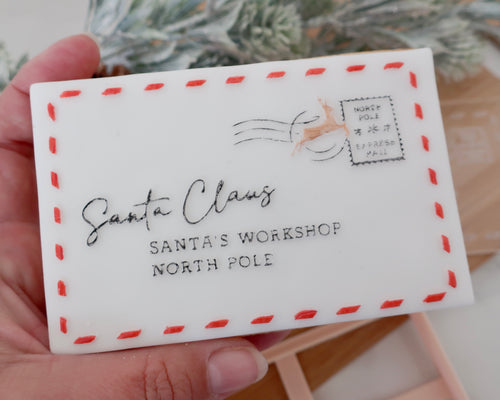 NORTH
POLE
EXPRESS
MAIL
Santa Claus
SANTA'S WORKSHOP
NORTH POLE